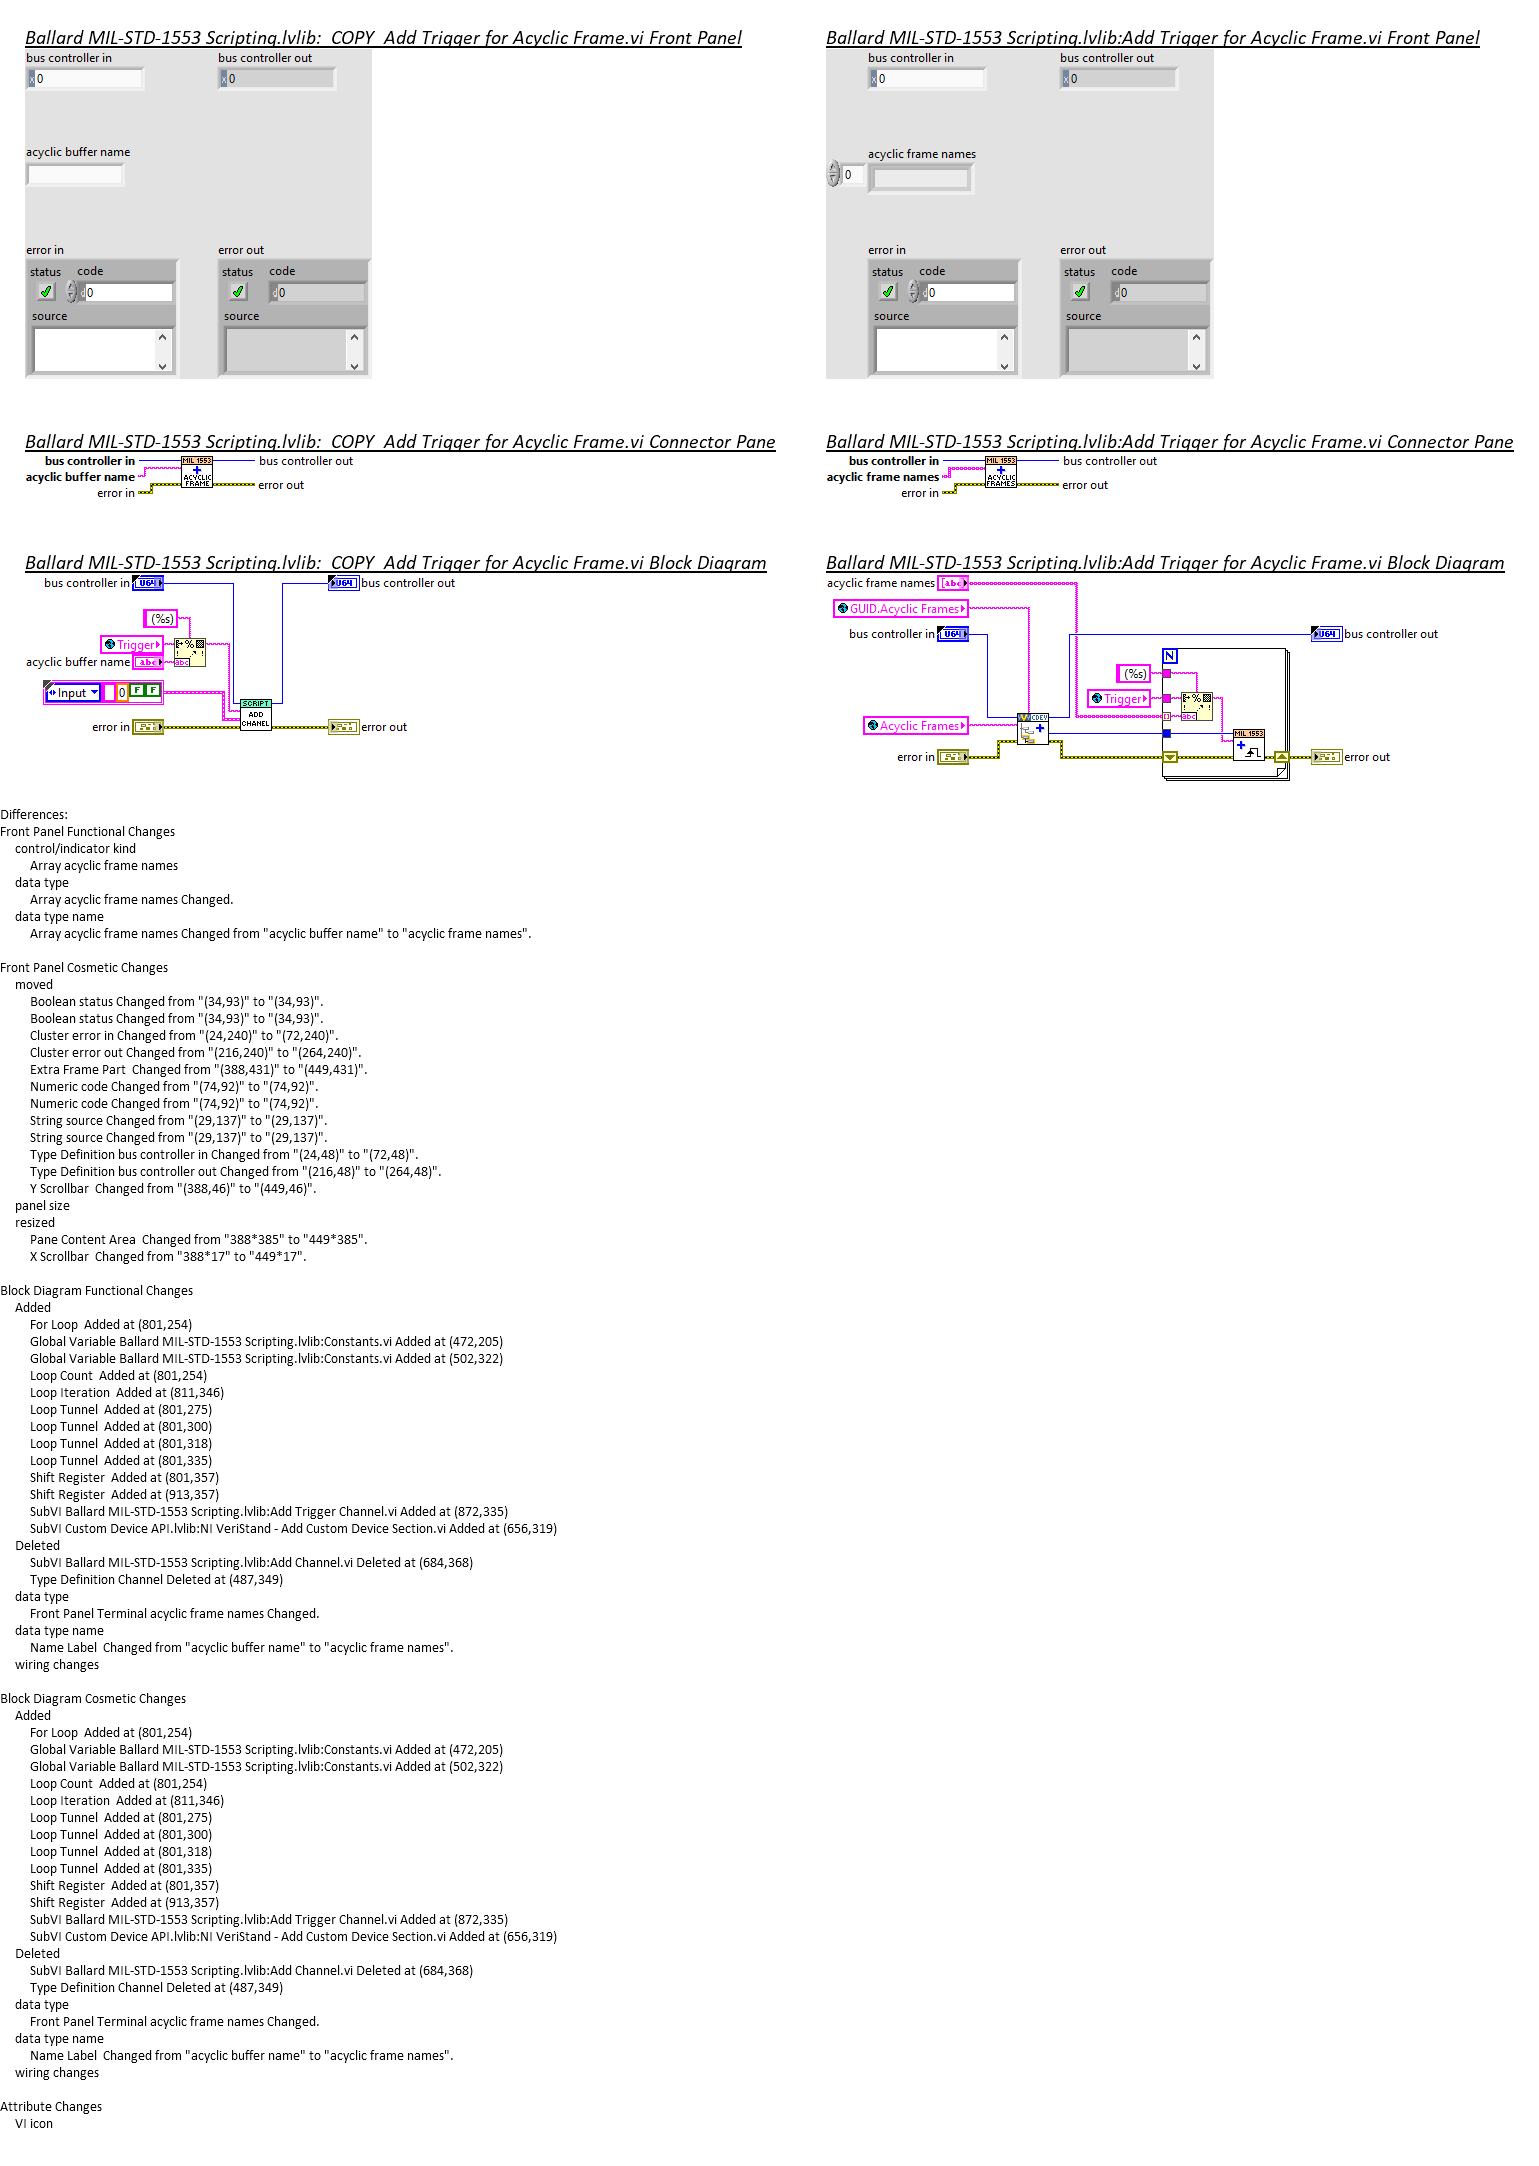 Ballard MIL-STD-1553 Scripting.lvlib:  COPY  Add Trigger for Acyclic Frame.vi Front Panel
bus controller in
bus controller out
x 0
x 0
acyclic buffer name
error in
error out
status
code
status
code
d 0
d 0
source
source
Ballard MIL-STD-1553 Scripting.lvlib:Add Trigger for Acyclic Frame.vi Front Panel
bus controller in
bus controller out
x 0
x 0
acyclic frame names
0
error in
error out
status
code
status
code
d 0
d 0
source
source
Ballard MIL-STD-1553 Scripting.lvlib:  COPY  Add Trigger for Acyclic Frame.vi Connector Pane
bus controller in
MIL 1553
bus controller out
acyclic buffer name
ACYCLIC
FRAME
error in
error out
Ballard MIL-STD-1553 Scripting.lvlib:Add Trigger for Acyclic Frame.vi Connector Pane
bus controller in
MIL 1553
bus controller out
acyclic frame names
ACYCLIC
FRAMES
error in
error out
Ballard MIL-STD-1553 Scripting.lvlib:  COPY  Add Trigger for Acyclic Frame.vi Block Diagram
bus controller in
U64
U64
bus controller out
(%s)
Trigger
acyclic buffer name
abc
abc
Input
0
F
F
SCRIPT
ADD
CHANEL
error in
error out
Ballard MIL-STD-1553 Scripting.lvlib:Add Trigger for Acyclic Frame.vi Block Diagram
acyclic frame names
abc
GUID.Acyclic Frames
bus controller in
U64
U64
bus controller out
N
(%s)
Trigger
abc
Acyclic Frames
CDEV
MIL 1553
error in
error out
Differences:
Front Panel Functional Changes
control/indicator kind
Array acyclic frame names
data type
Array acyclic frame names Changed.
data type name
Array acyclic frame names Changed from "acyclic buffer name" to "acyclic frame names".
Front Panel Cosmetic Changes
moved
Boolean status Changed from "(34,93)" to "(34,93)".
Boolean status Changed from "(34,93)" to "(34,93)".
Cluster error in Changed from "(24,240)" to "(72,240)".
Cluster error out Changed from "(216,240)" to "(264,240)".
Extra Frame Part  Changed from "(388,431)" to "(449,431)".
Numeric code Changed from "(74,92)" to "(74,92)".
Numeric code Changed from "(74,92)" to "(74,92)".
String source Changed from "(29,137)" to "(29,137)".
String source Changed from "(29,137)" to "(29,137)".
Type Definition bus controller in Changed from "(24,48)" to "(72,48)".
Type Definition bus controller out Changed from "(216,48)" to "(264,48)".
Y Scrollbar  Changed from "(388,46)" to "(449,46)".
panel size
resized
Pane Content Area  Changed from "388*385" to "449*385".
X Scrollbar  Changed from "388*17" to "449*17".
Block Diagram Functional Changes
Added
For Loop  Added at (801,254)
Global Variable Ballard MIL-STD-1553 Scripting.lvlib:Constants.vi Added at (472,205)
Global Variable Ballard MIL-STD-1553 Scripting.lvlib:Constants.vi Added at (502,322)
Loop Count  Added at (801,254)
Loop Iteration  Added at (811,346)
Loop Tunnel  Added at (801,275)
Loop Tunnel  Added at (801,300)
Loop Tunnel  Added at (801,318)
Loop Tunnel  Added at (801,335)
Shift Register  Added at (801,357)
Shift Register  Added at (913,357)
SubVI Ballard MIL-STD-1553 Scripting.lvlib:Add Trigger Channel.vi Added at (872,335)
SubVI Custom Device API.lvlib:NI VeriStand - Add Custom Device Section.vi Added at (656,319)
Deleted
SubVI Ballard MIL-STD-1553 Scripting.lvlib:Add Channel.vi Deleted at (684,368)
Type Definition Channel Deleted at (487,349)
data type
Front Panel Terminal acyclic frame names Changed.
data type name
Name Label  Changed from "acyclic buffer name" to "acyclic frame names".
wiring changes
Block Diagram Cosmetic Changes
Added
For Loop  Added at (801,254)
Global Variable Ballard MIL-STD-1553 Scripting.lvlib:Constants.vi Added at (472,205)
Global Variable Ballard MIL-STD-1553 Scripting.lvlib:Constants.vi Added at (502,322)
Loop Count  Added at (801,254)
Loop Iteration  Added at (811,346)
Loop Tunnel  Added at (801,275)
Loop Tunnel  Added at (801,300)
Loop Tunnel  Added at (801,318)
Loop Tunnel  Added at (801,335)
Shift Register  Added at (801,357)
Shift Register  Added at (913,357)
SubVI Ballard MIL-STD-1553 Scripting.lvlib:Add Trigger Channel.vi Added at (872,335)
SubVI Custom Device API.lvlib:NI VeriStand - Add Custom Device Section.vi Added at (656,319)
Deleted
SubVI Ballard MIL-STD-1553 Scripting.lvlib:Add Channel.vi Deleted at (684,368)
Type Definition Channel Deleted at (487,349)
data type
Front Panel Terminal acyclic frame names Changed.
data type name
Name Label  Changed from "acyclic buffer name" to "acyclic frame names".
wiring changes
Attribute Changes
VI icon